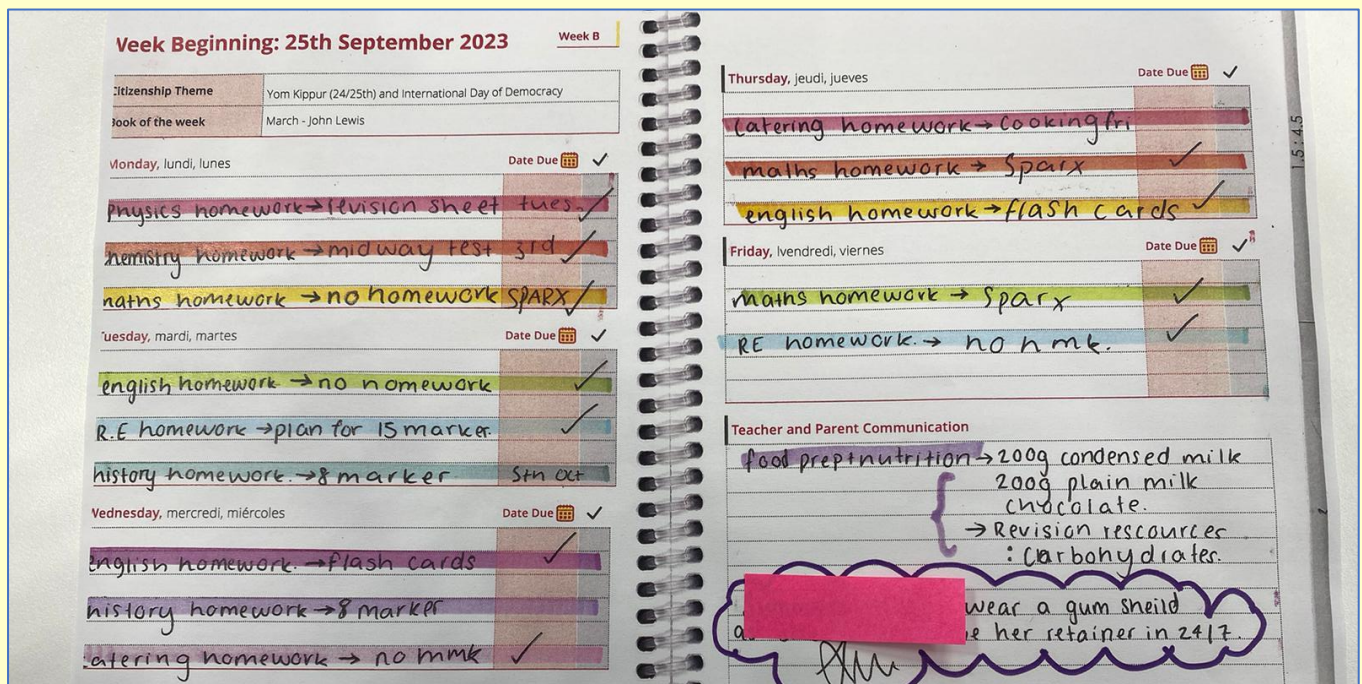 Week Beginning: 25th September 2023 Week B
Citizenship Theme Yom Kippur (24/25th) and International Day of Democracy
Book of the week March - John Lewis
Monday, lundi, lunes Date Due ✓
Physics homework→revision sheet tues. ✓
chemistry homework →midway test 3rd ✓
maths homework →no homework SPARX ✓
Tuesday, mardi, martes Date Due ✓
english homework →no homework ✓
R.E homework →plan for 15 marker. ✓
history homework.→8 marker 5th Oct
Wednesday, mercredi, miércoles Date Due ✓
english homework.→flash cards ✓
history homework→8 marker
catering homework → no hmk ✓
Thursday, jeudi, jueves Date Due ✓
Catering homework→ cooking fri
maths homework → Sparx ✓
english homework →flash cards ✓
Friday, lvendredi, viernes Date Due ✓
maths homework → Sparx ✓
RE homework.→ no hmk. ✓
Teacher and Parent Communication
food prep+nutrition →200g condensed milk
200g plain milk
chocolate.
→ Revision rescources
: Carbohydrates.
wear a gum sheild
her retainer in 24/7.
15:45